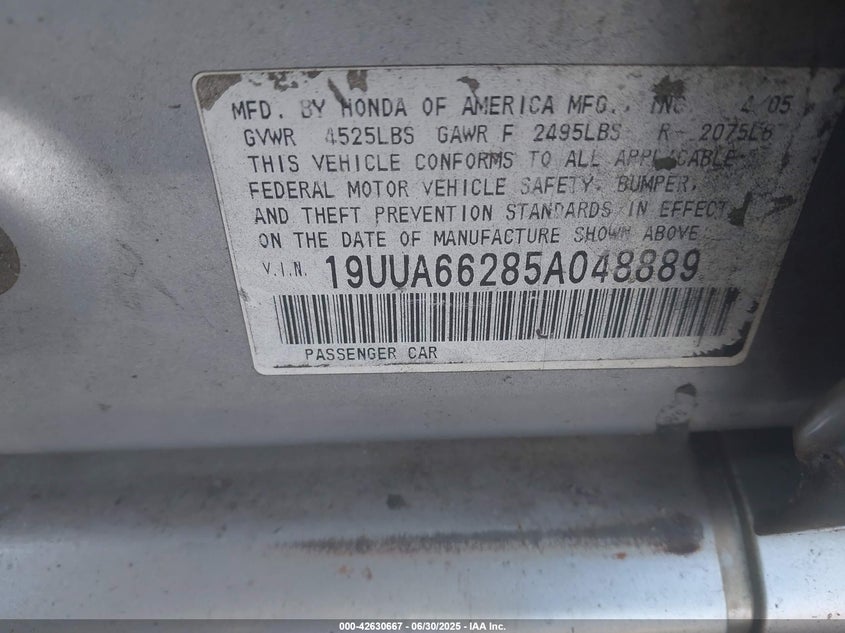 MFD. BY HONDA OF AMERICA MFG., INC 4/05
GVWR 4525LBS GAWR F 2495LBS R 2075LB
THIS VEHICLE CONFORMS TO ALL APPLICABLE
FEDERAL MOTOR VEHICLE SAFETY, BUMPER,
AND THEFT PREVENTION STANDARDS IN EFFECT
ON THE DATE OF MANUFACTURE SHOWN ABOVE
V.I.N. 19UUA66285A048889
PASSENGER CAR
000-42630667 - 06/30/2025 - IAA Inc.